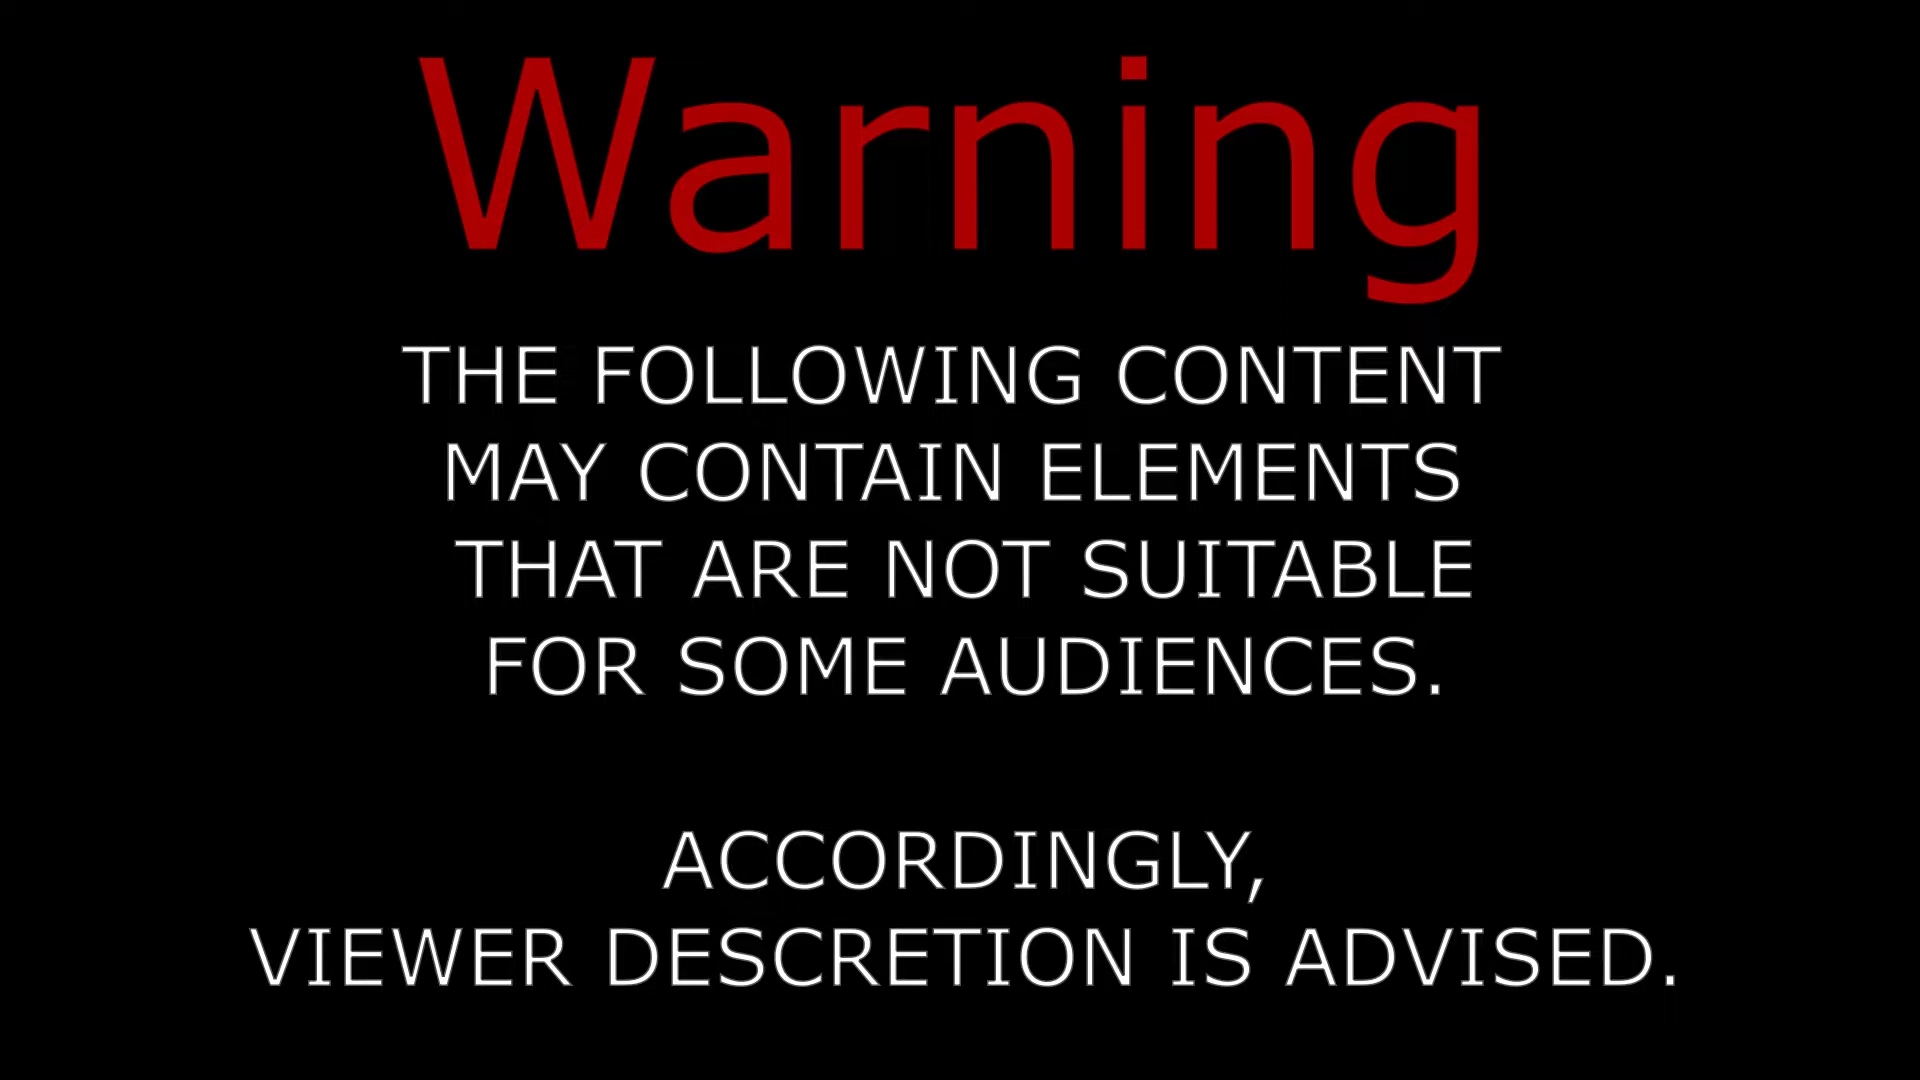 Warning
THE FOLLOWING CONTENT
MAY CONTAIN ELEMENTS
THAT ARE NOT SUITABLE
FOR SOME AUDIENCES.
ACCORDINGLY,
VIEWER DESCRETION IS ADVISED.